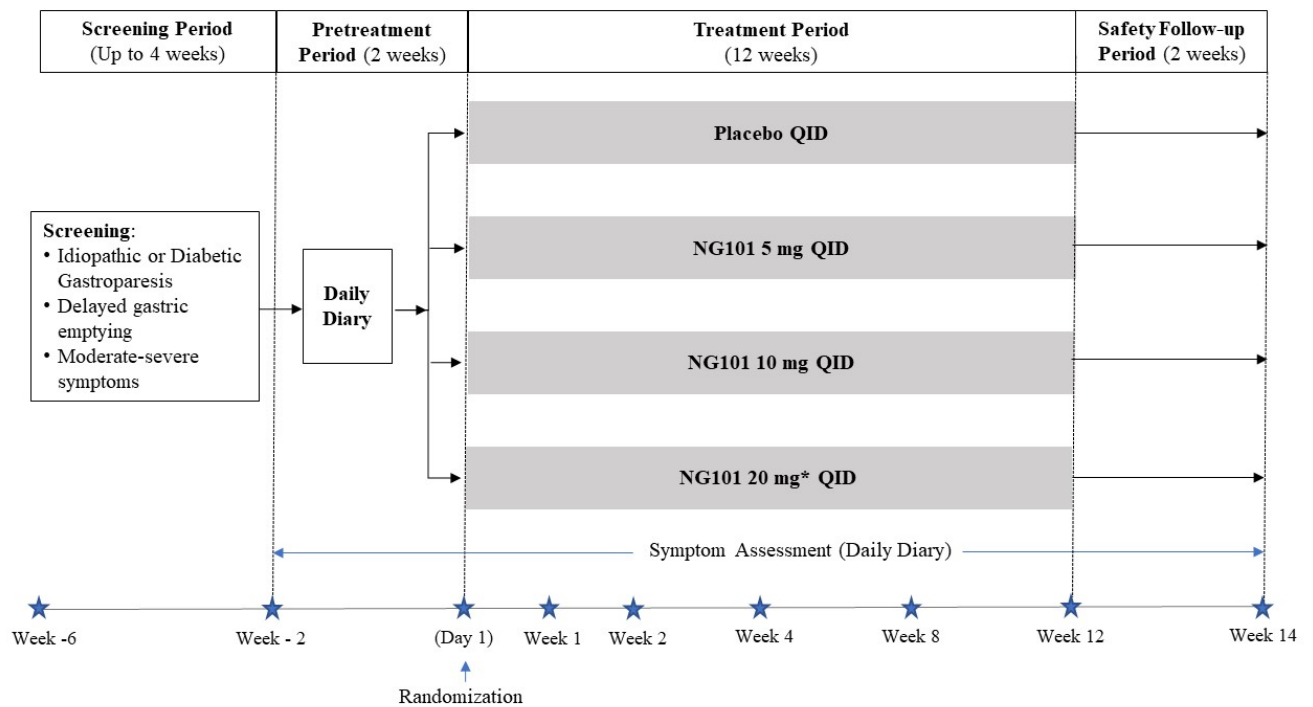 Screening Period
(Up to 4 weeks)
Pretreatment
Period (2 weeks)
Treatment Period
(12 weeks)
Safety Follow-up
Period (2 weeks)
Placebo QID
Screening:
• Idiopathic or Diabetic
Gastroparesis
• Delayed gastric
emptying
• Moderate-severe
symptoms
Daily
Diary
NG101 5 mg QID
NG101 10 mg QID
NG101 20 mg* QID
Symptom Assessment (Daily Diary)
Week -6
Week - 2
(Day 1)
Week 1
Week 2
Week 4
Week 8
Week 12
Week 14
Randomization